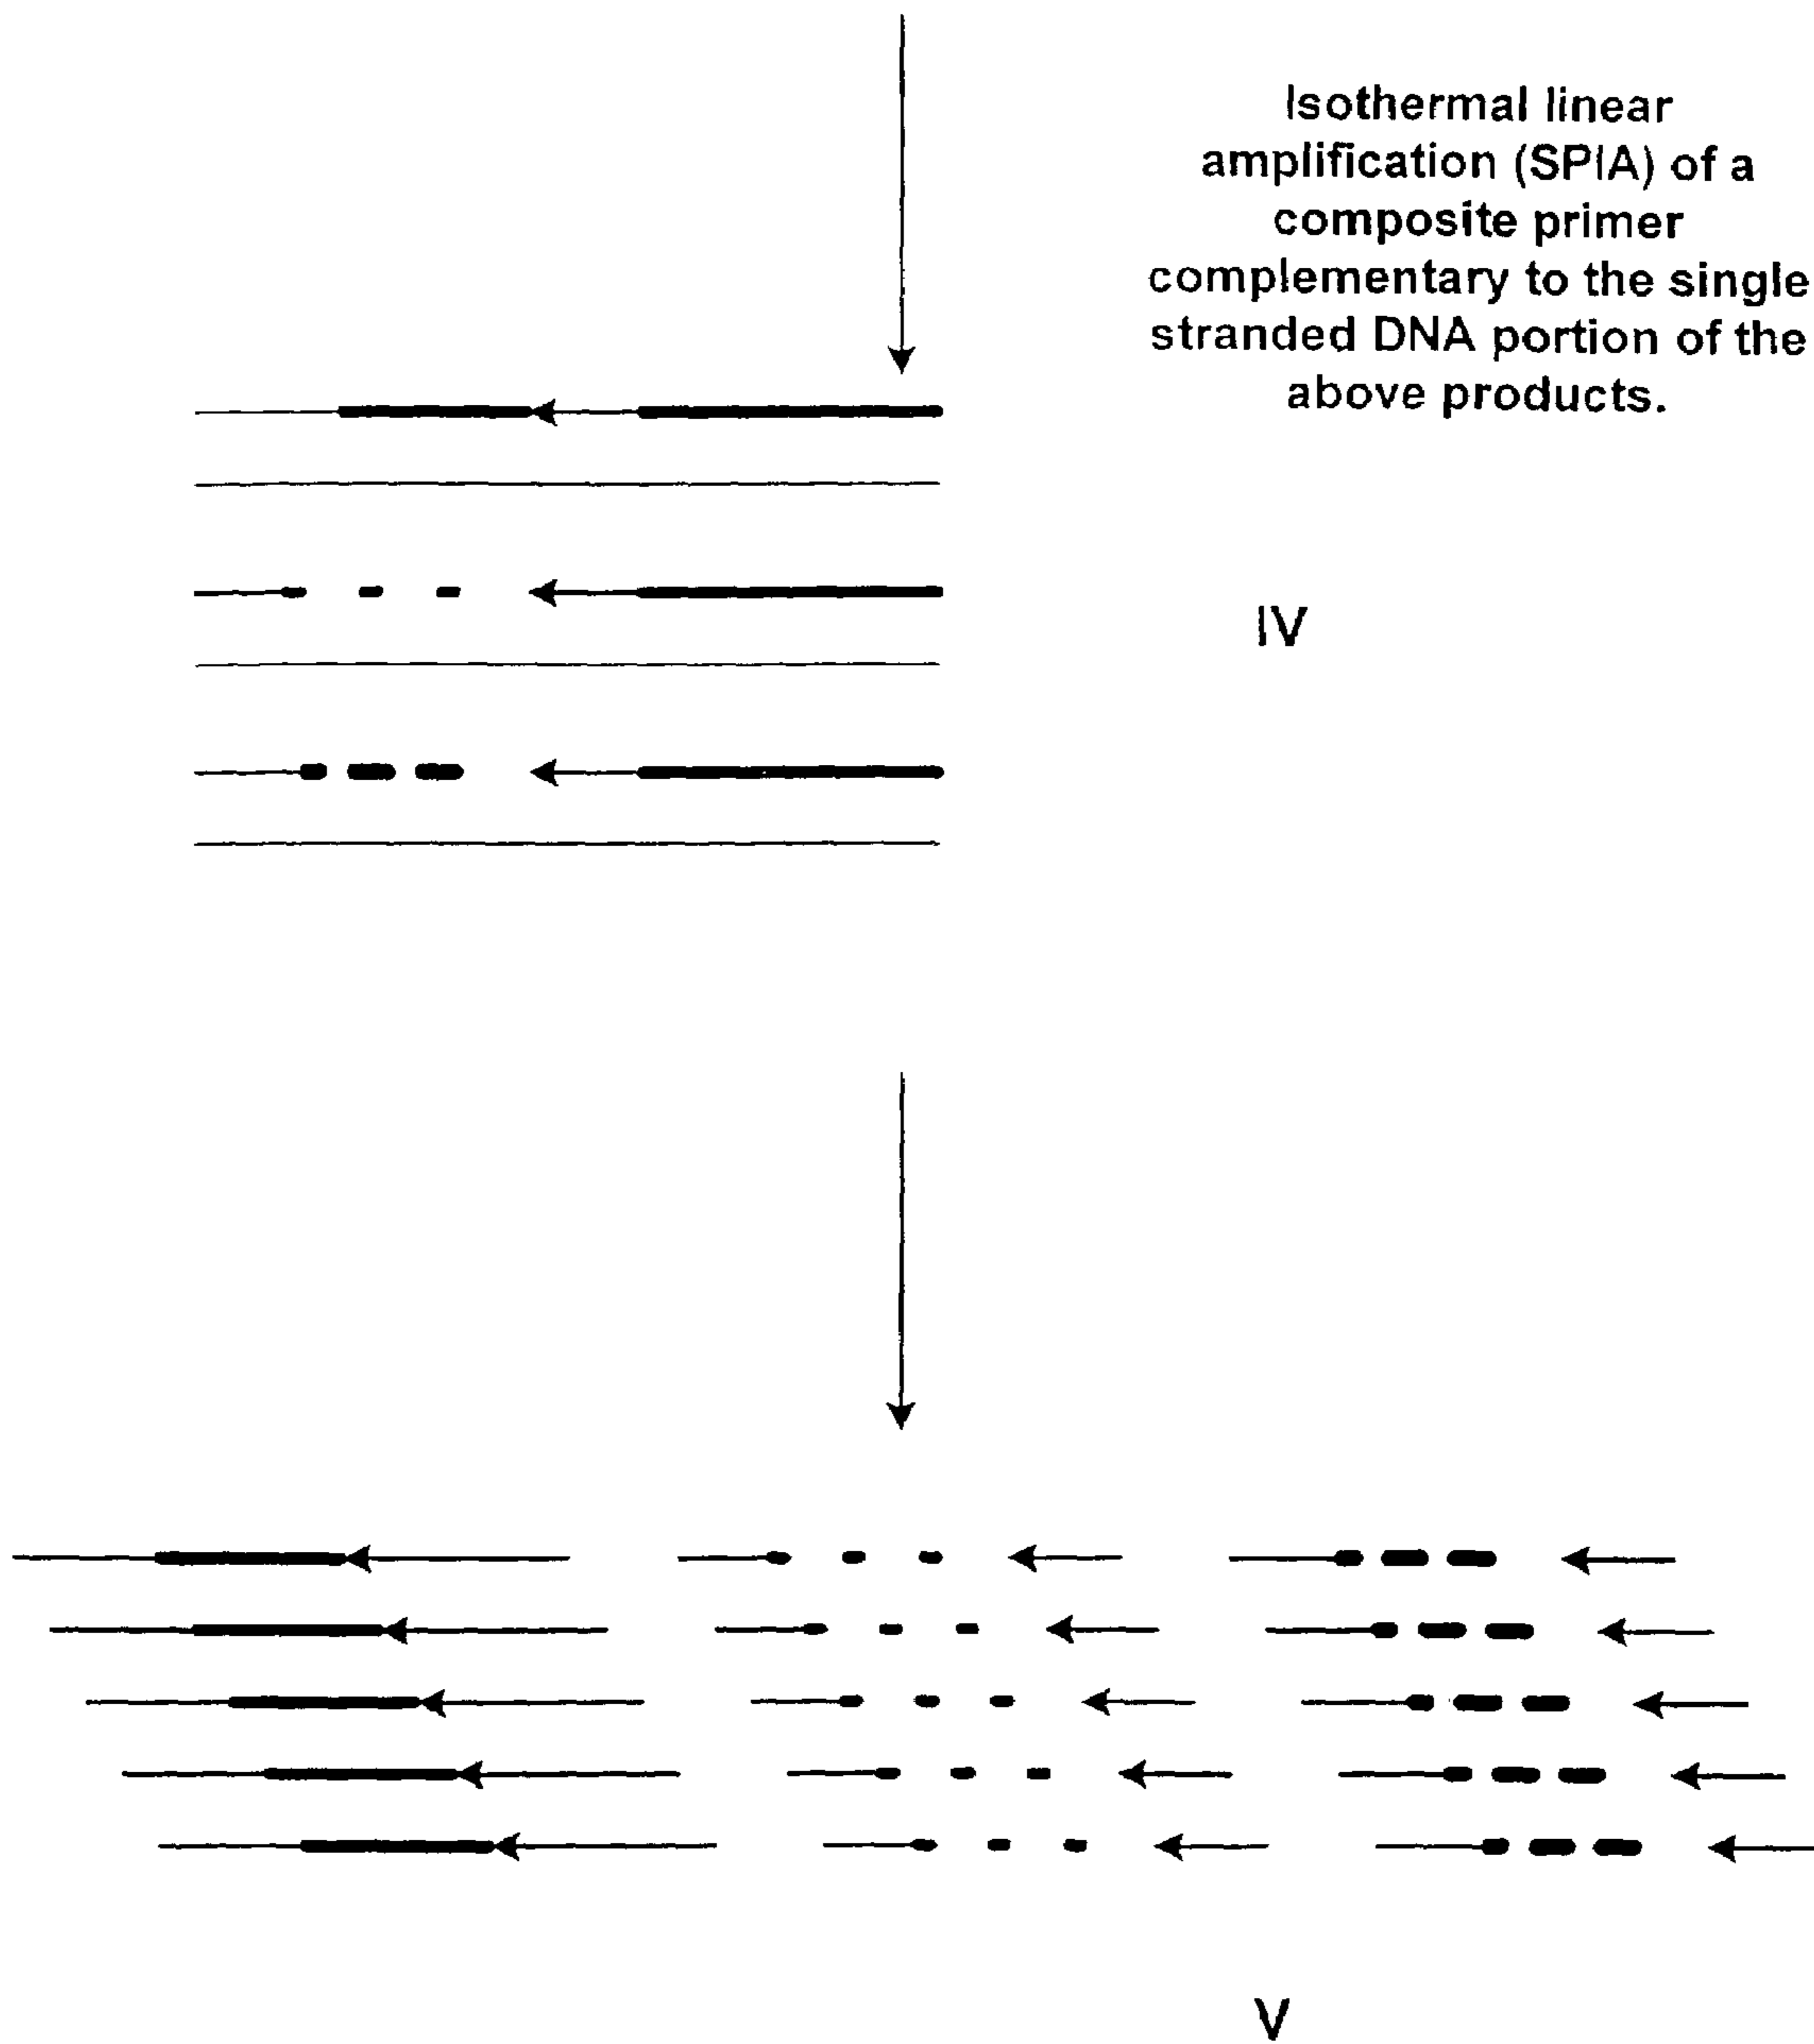 Isothermal linear
amplification (SPIA) of a
composite primer
complementary to the single
stranded DNA portion of the
above products.
IV
V